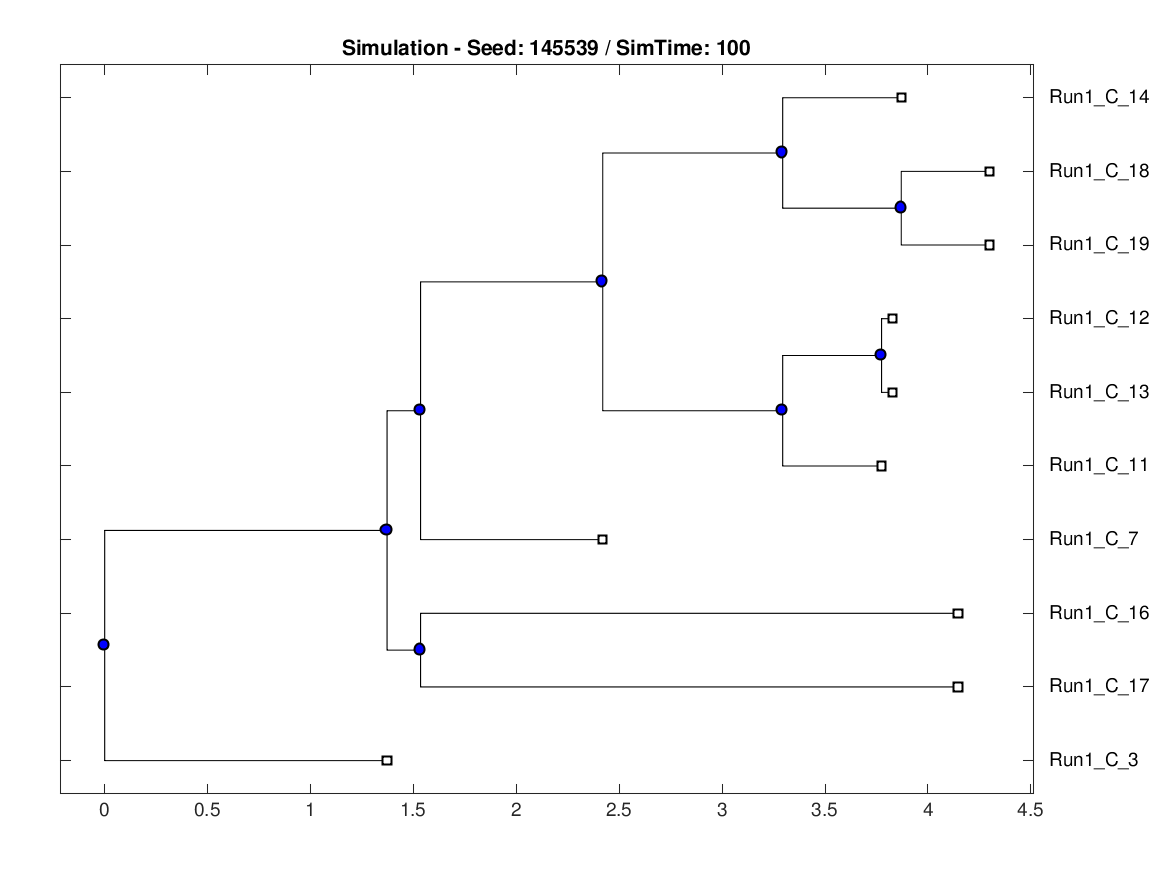 Simulation - Seed: 145539 / SimTime: 100
Run1_C_14
Run1_C_18
Run1_C_19
Run1_C_12
Run1_C_13
Run1_C_11
Run1_C_7
Run1_C_16
Run1_C_17
Run1_C_3
0 0.5 1 1.5 2 2.5 3 3.5 4 4.5